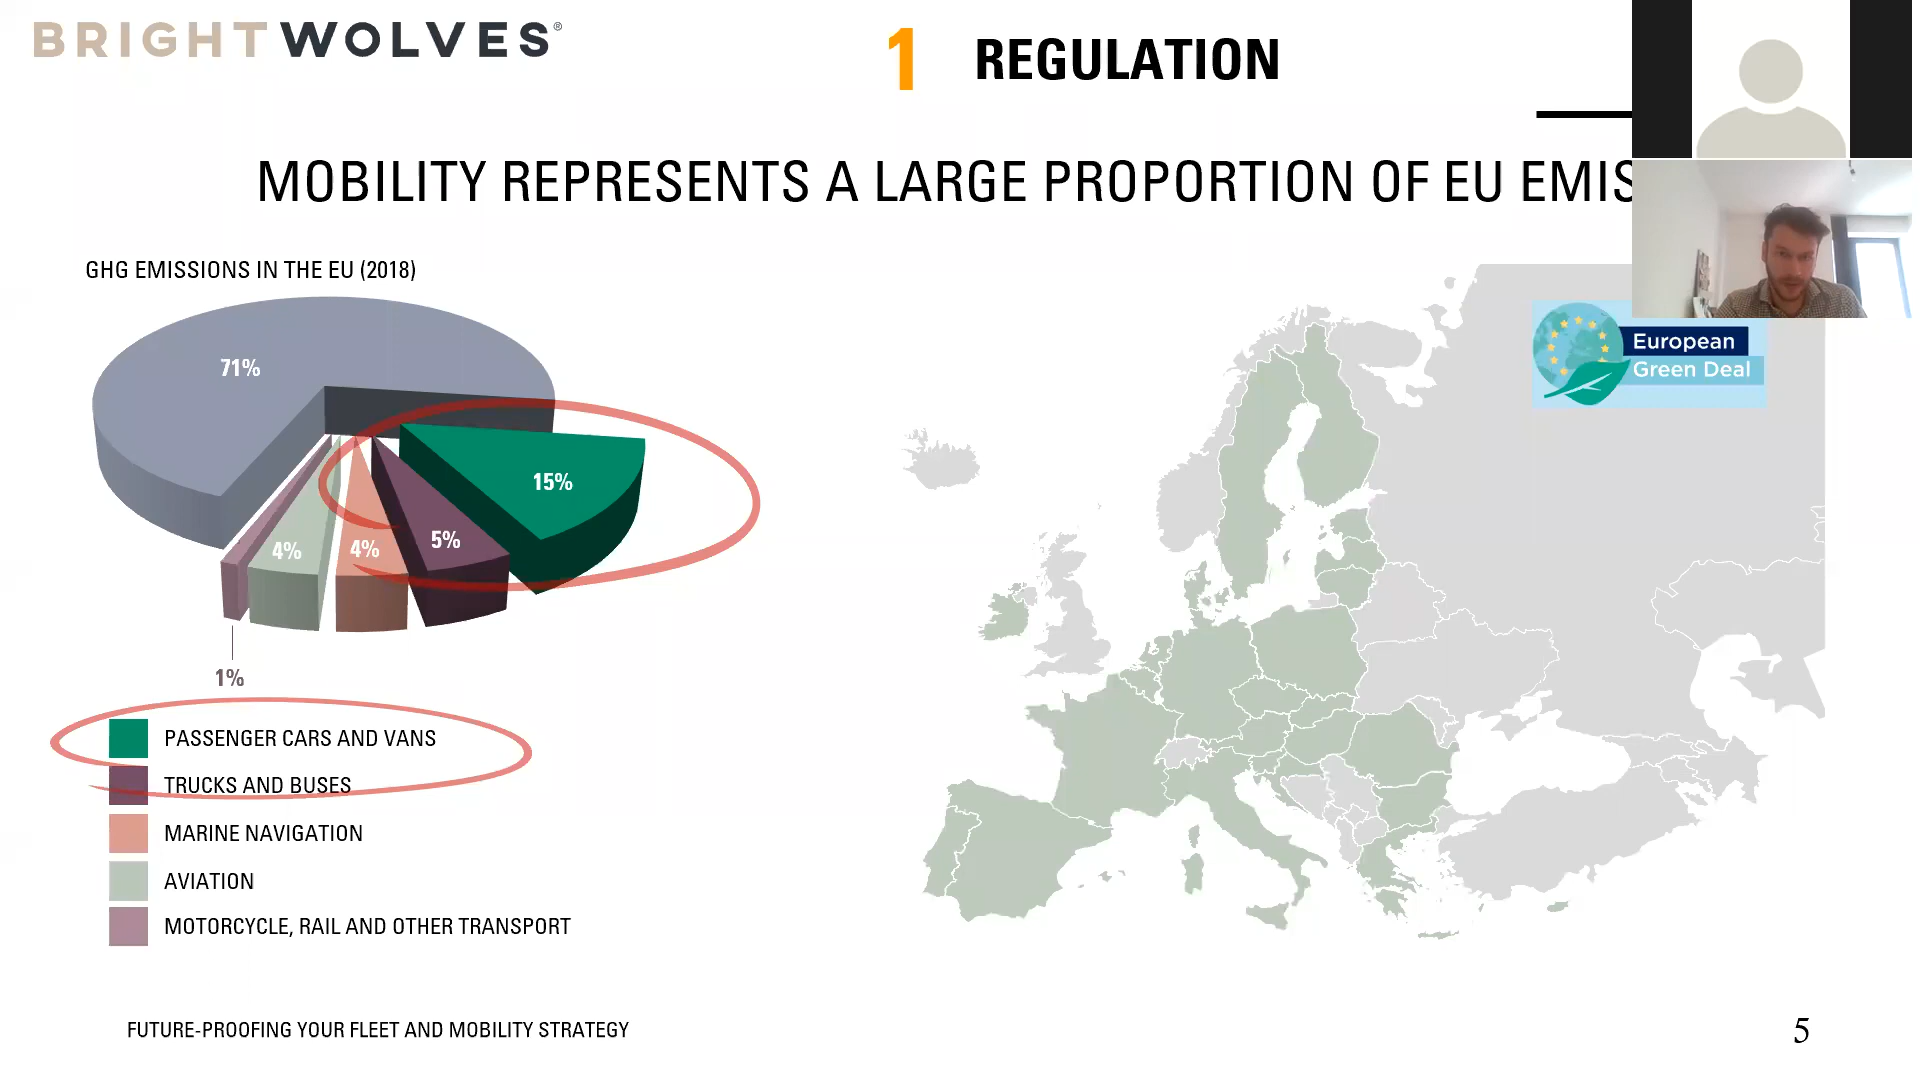 BRIGHTWOLVES®
1 REGULATION
MOBILITY REPRESENTS A LARGE PROPORTION OF EU EMIS
GHG EMISSIONS IN THE EU (2018)
European
Green Deal
71%
15%
5%
4%
4%
1%
PASSENGER CARS AND VANS
TRUCKS AND BUSES
MARINE NAVIGATION
AVIATION
MOTORCYCLE, RAIL AND OTHER TRANSPORT
FUTURE-PROOFING YOUR FLEET AND MOBILITY STRATEGY
5